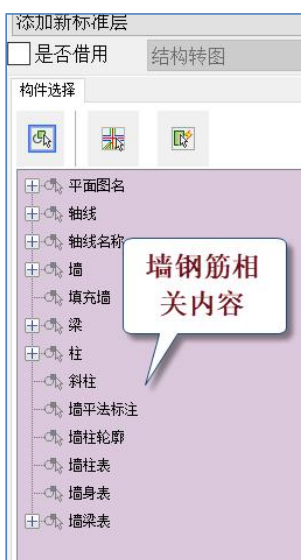 添加新标准层
是否借用
结构转图
构件选择
平面图名
轴线
轴线名称
墙
填充墙
梁
柱
斜柱
墙平法标注
墙柱轮廓
墙柱表
墙身表
墙梁表
墙钢筋相
关内容